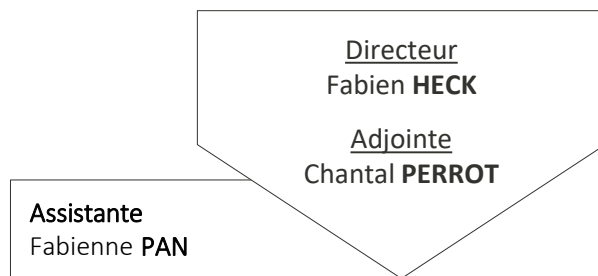 Directeur
Fabien HECK
Adjointe
Chantal PERROT
Assistante
Fabienne PAN